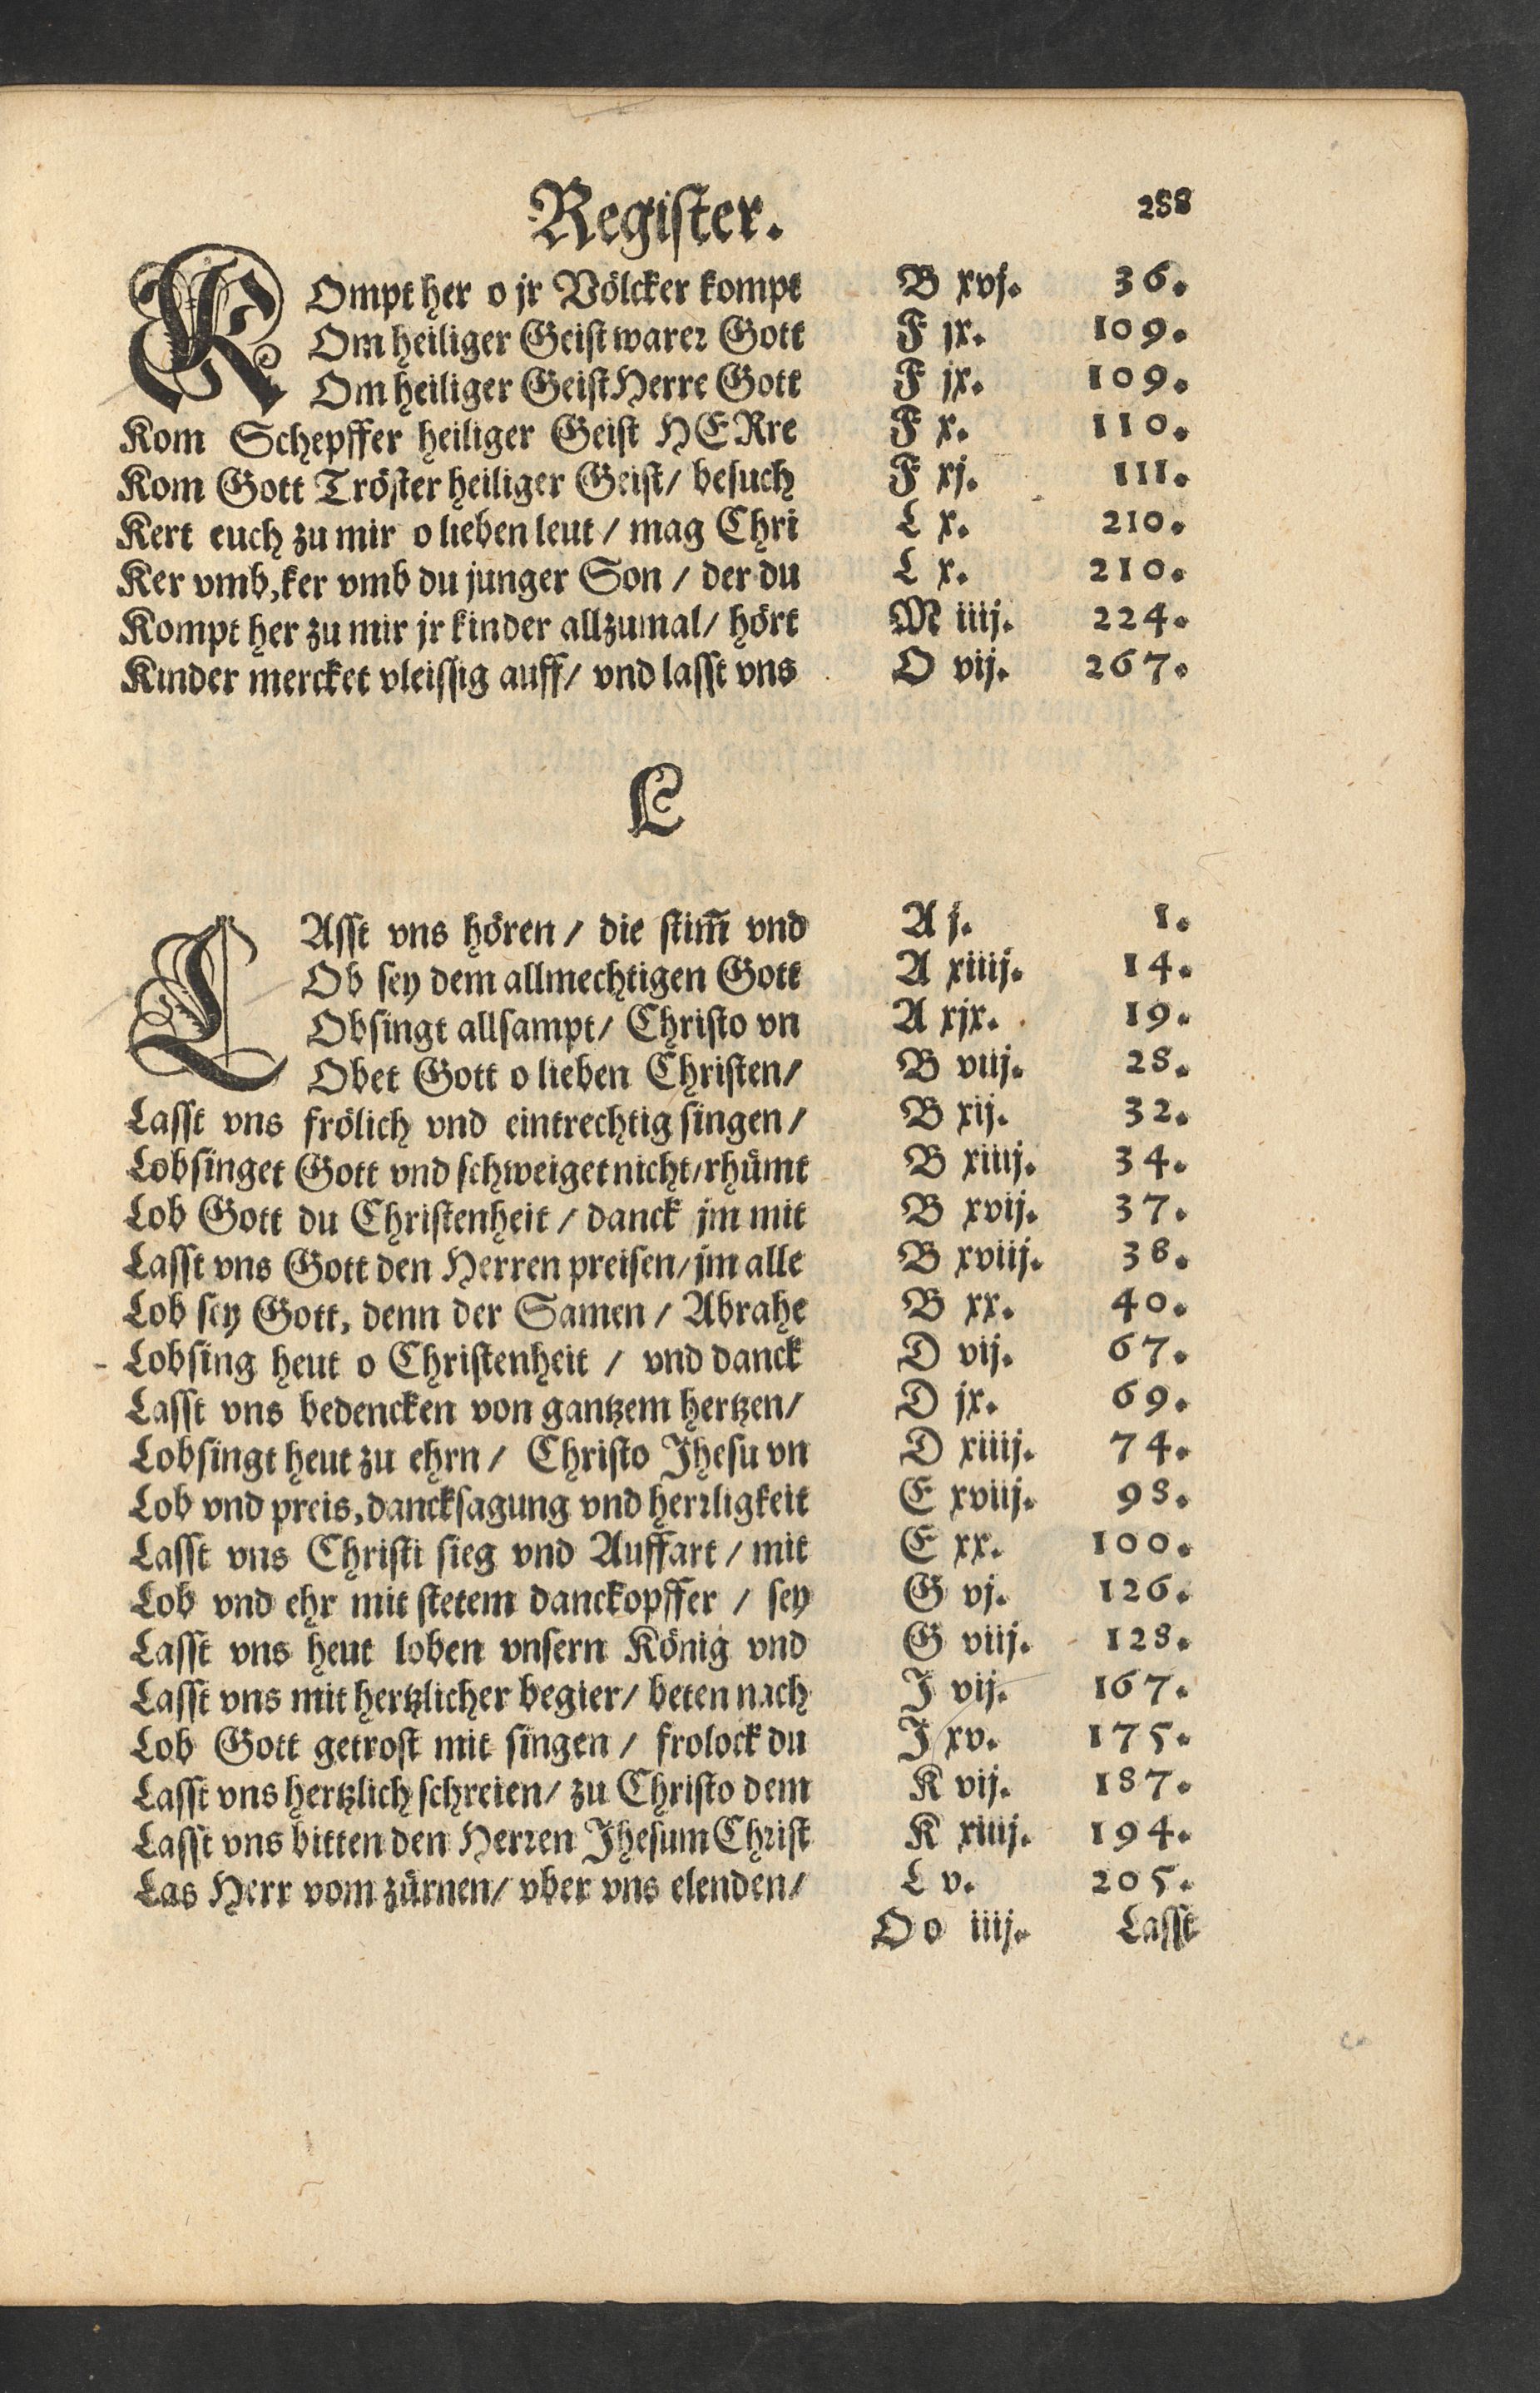 Register. 288
KOmpt her o jr Völcker kompt B xvj. 36.
Om heiliger Geist warer Gott F jx. 109.
Om heiliger Geist Herre Gott F jx. 109.
Kom Schepffer heiliger Geist HERre F x. 110.
Kom Gott Tröster heiliger Geist/ besuch F xj. 111.
Kert euch zu mir o lieben leut / mag Chri L x. 210.
Ker vmb, ker vmb du junger Son / der du L x. 210.
Kompt her zu mir jr kinder allzumal/ hört M iiij. 224.
Kinder mercket vleissig auff/ vnd lasst vns O vij. 267.
L
LAsst vns hören / die stim̃ vnd A j. 1.
Ob sey dem allmechtigen Gott A xiiij. 14.
Obsingt allsampt/ Christo vn A xjx. 19.
Obet Gott o lieben Christen/ B viij. 28.
Lasst vns frölich vnd eintrechtig singen / B xij. 32.
Lobsinget Gott vnd schweiget nicht/rhümt B xiiij. 34.
Lob Gott du Christenheit / danck jm mit B xvij. 37.
Lasst vns Gott den Herren preisen/ jm alle B xviij. 38.
Lob sey Gott, denn der Samen / Abrahe B xx. 40.
Lobsing heut o Christenheit / vnd danck D vij. 67.
Lasst vns bedencken von gantzem hertzen/ D jx. 69.
Lobsingt heut zu ehrn / Christo Jhesu vn D xiiij. 74.
Lob vnd preis, dancksagung vnd herrligkeit E xviij. 98.
Lasst vns Christi sieg vnd Auffart / mit E xx. 100.
Lob vnd ehr mit stetem danckopffer / sey G vj. 126.
Lasst vns heut loben vnsern König vnd G viij. 128.
Lasst vns mit hertzlicher begier/ beten nach J vij. 167.
Lob Gott getrost mit singen / frolock du J xv. 175.
Lasst vns hertzlich schreien/ zu Christo dem K vij. 187.
Lasst vns bitten den Herren Jhesum Christ K xiiij. 194.
Las Herr vom zürnen/ vber vns elenden/ L v. 205.
Oo iiij. Lasst